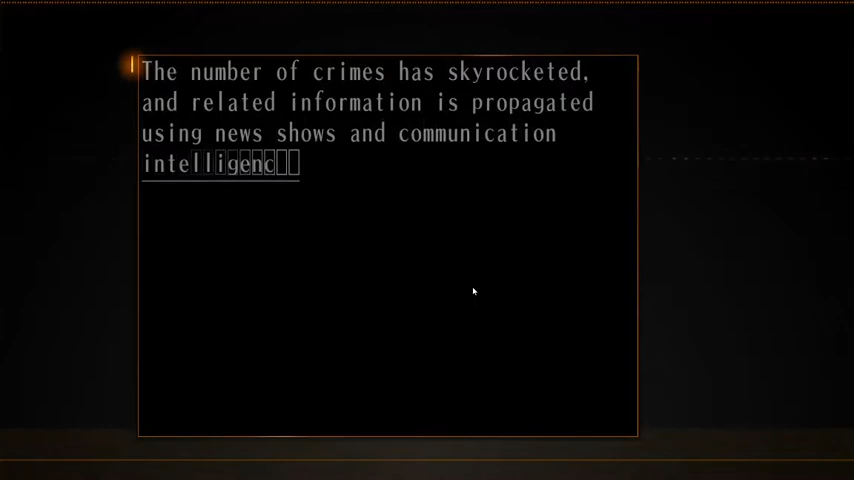 The number of crimes has skyrocketed,
and related information is propagated
using news shows and communication
intelligenc